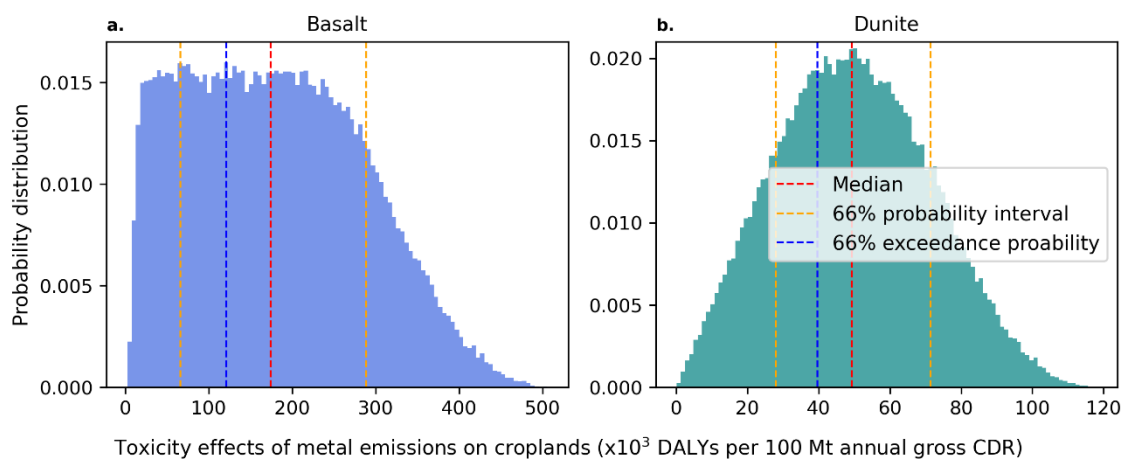 a. Basalt
b. Dunite
Probability distribution
0.015
0.010
0.005
0.000
0 100 200 300 400 500
0.020
0.015
0.010
0.005
0.000
0 20 40 60 80 100 120
Median
66% probability interval
66% exceedance proability
Toxicity effects of metal emissions on croplands (x10³ DALYs per 100 Mt annual gross CDR)